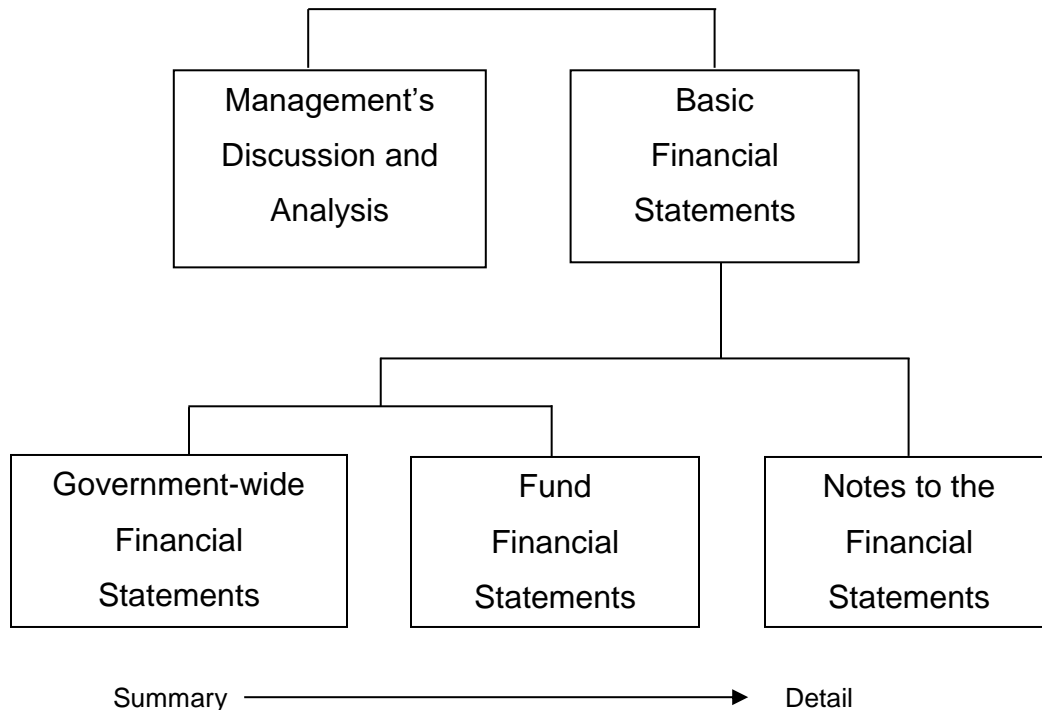 Management’s
Discussion and
Analysis
Basic
Financial
Statements
Government-wide
Financial
Statements
Fund
Financial
Statements
Notes to the
Financial
Statements
Summary
Detail